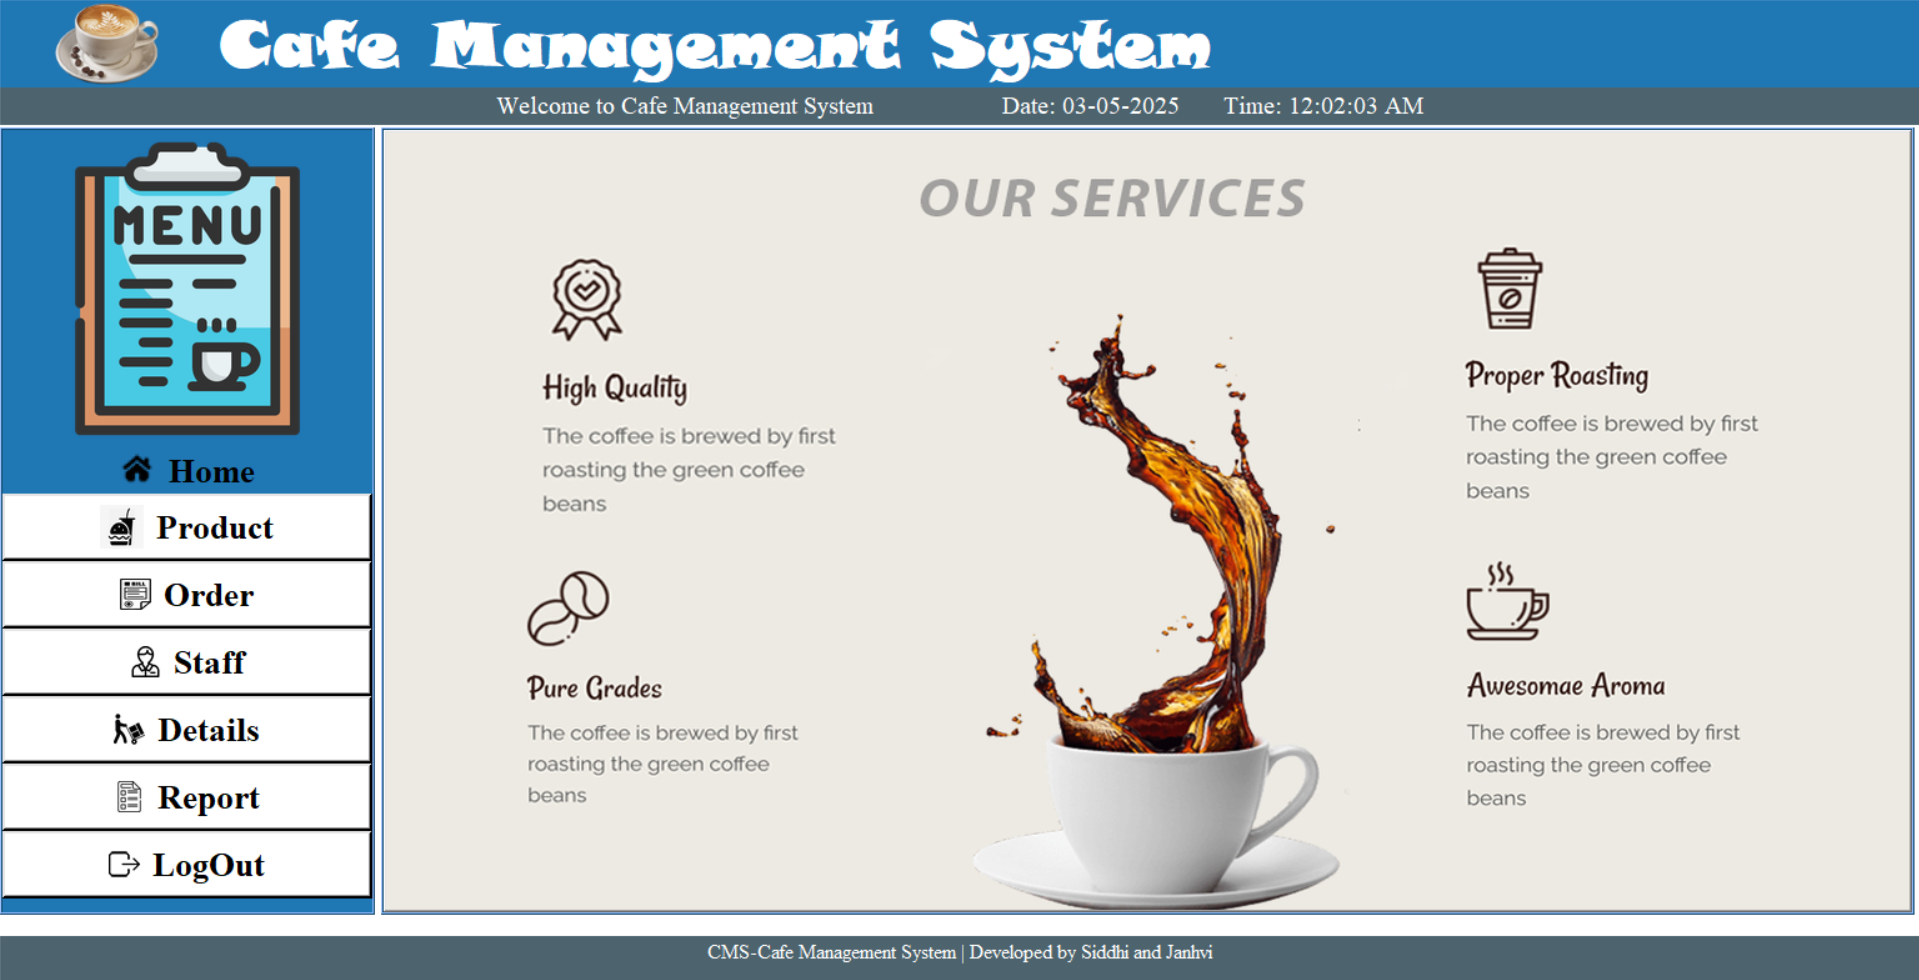 Cafe Management System
Welcome to Cafe Management System Date: 03-05-2025 Time: 12:02:03 AM
MENU
Home
Product
Order
Staff
Details
Report
LogOut
OUR SERVICES
High Quality
The coffee is brewed by first
roasting the green coffee
beans
Proper Roasting
The coffee is brewed by first
roasting the green coffee
beans
Pure Grades
The coffee is brewed by first
roasting the green coffee
beans
Awesomae Aroma
The coffee is brewed by first
roasting the green coffee
beans
CMS-Cafe Management System | Developed by Siddhi and Janhvi